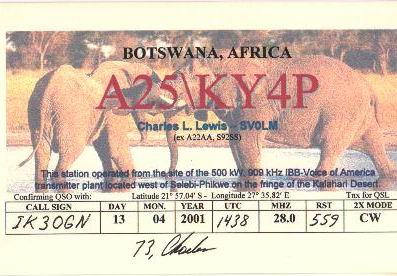 BOTSWANA, AFRICA
A25\KY4P
Charles L. Lewis - SV0LM
(ex A22AA, S92SS)
This station operated from the site of the 500 kW, 909 kHz IBB-Voice of America
transmitter plant located west of Selebi-Phikwe on the fringe of the Kalahari Desert
Confirming QSO with: Latitude 21° 57.04' S - Longitude 27° 35.82' E Tnx for QSL
CALL SIGN DAY MON. YEAR UTC MHZ RST 2X MODE
IK3OGN 13 04 2001 1438 28.0 559 CW
73, Charles